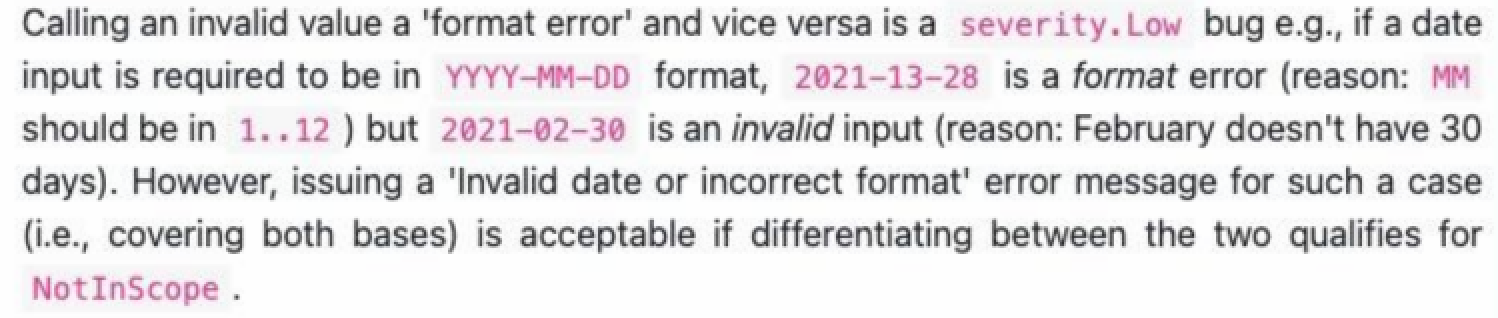 Calling an invalid value a 'format error' and vice versa is a severity.Low bug e.g., if a date
input is required to be in YYYY-MM-DD format, 2021-13-28 is a format error (reason: MM
should be in 1..12 ) but 2021-02-30 is an invalid input (reason: February doesn't have 30
days). However, issuing a 'Invalid date or incorrect format' error message for such a case
(i.e., covering both bases) is acceptable if differentiating between the two qualifies for
NotInScope .